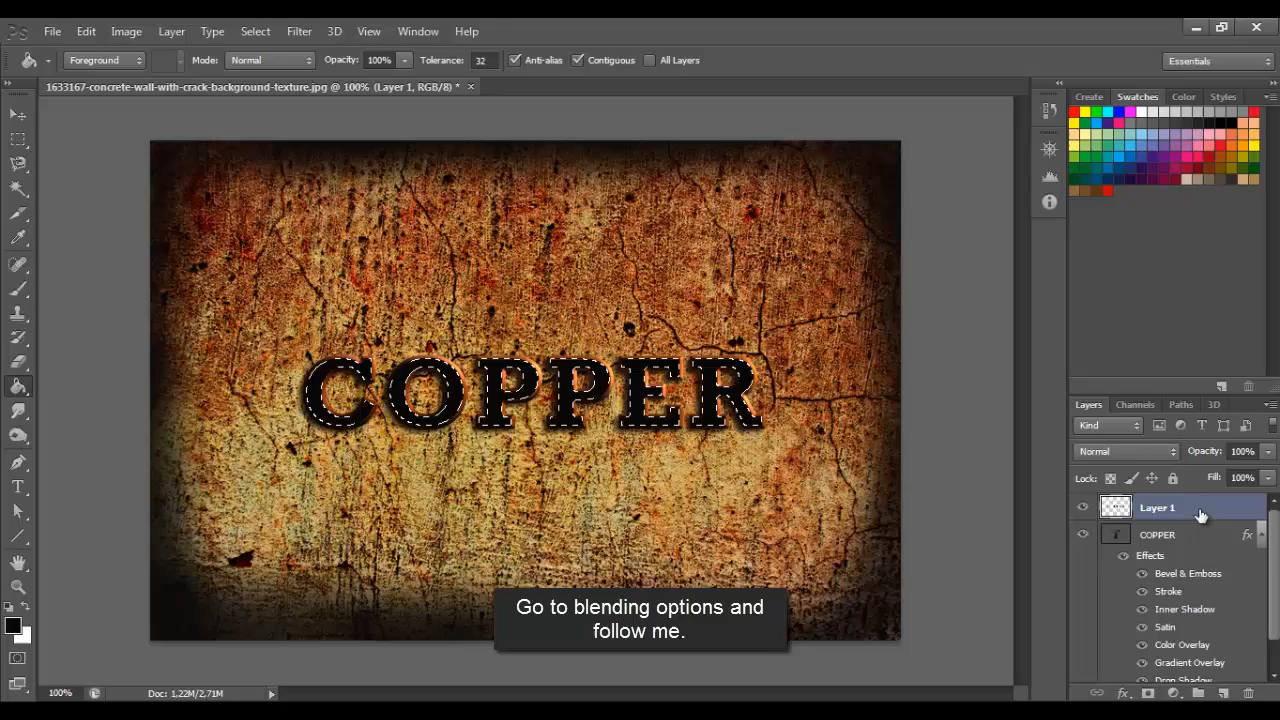 Ps File Edit Image Layer Type Select Filter 3D View Window Help
Foreground Mode: Normal Opacity: 100% Tolerance: 32 Anti-alias Contiguous All Layers Essentials
1633167-concrete-wall-with-crack-background-texture.jpg @ 100% (Layer 1, RGB/8) *
Create Swatches Color Styles
COPPER
Layers Channels Paths 3D
Kind
Normal Opacity: 100%
Lock: Fill: 100%
Layer 1
COPPER fx
Effects
Bevel & Emboss
Stroke
Inner Shadow
Satin
Color Overlay
Gradient Overlay
Drop Shadow
Go to blending options and
follow me.
100% Doc: 1,22M/2,71M
fx